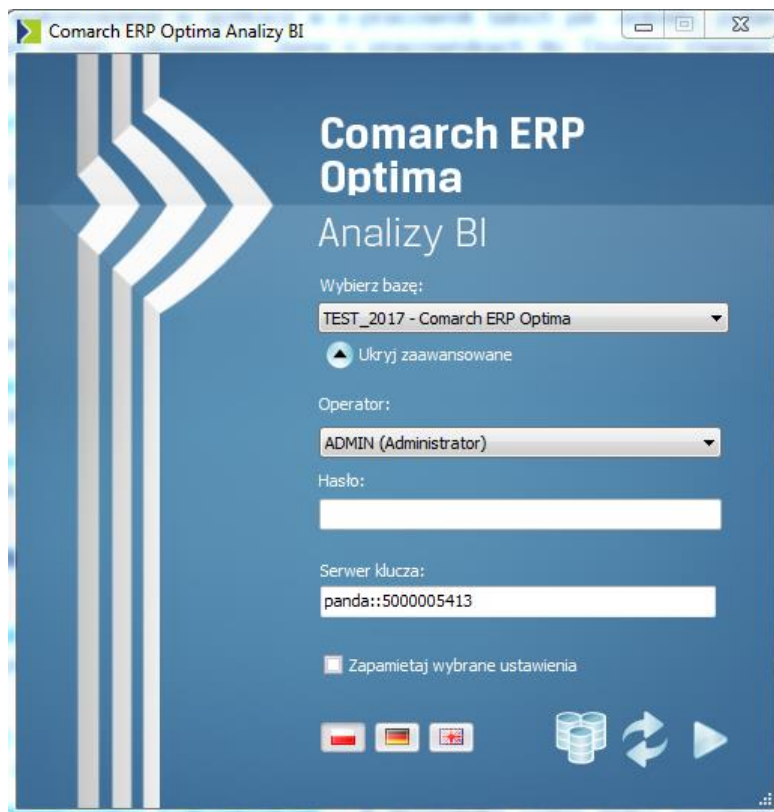 Comarch ERP Optima Analizy BI
Comarch ERP
Optima
Analizy BI
Wybierz bazę:
TEST_2017 - Comarch ERP Optima
Ukryj zaawansowane
Operator:
ADMIN (Administrator)
Hasło:
Serwer klucza:
panda::5000005413
Zapamietaj wybrane ustawienia